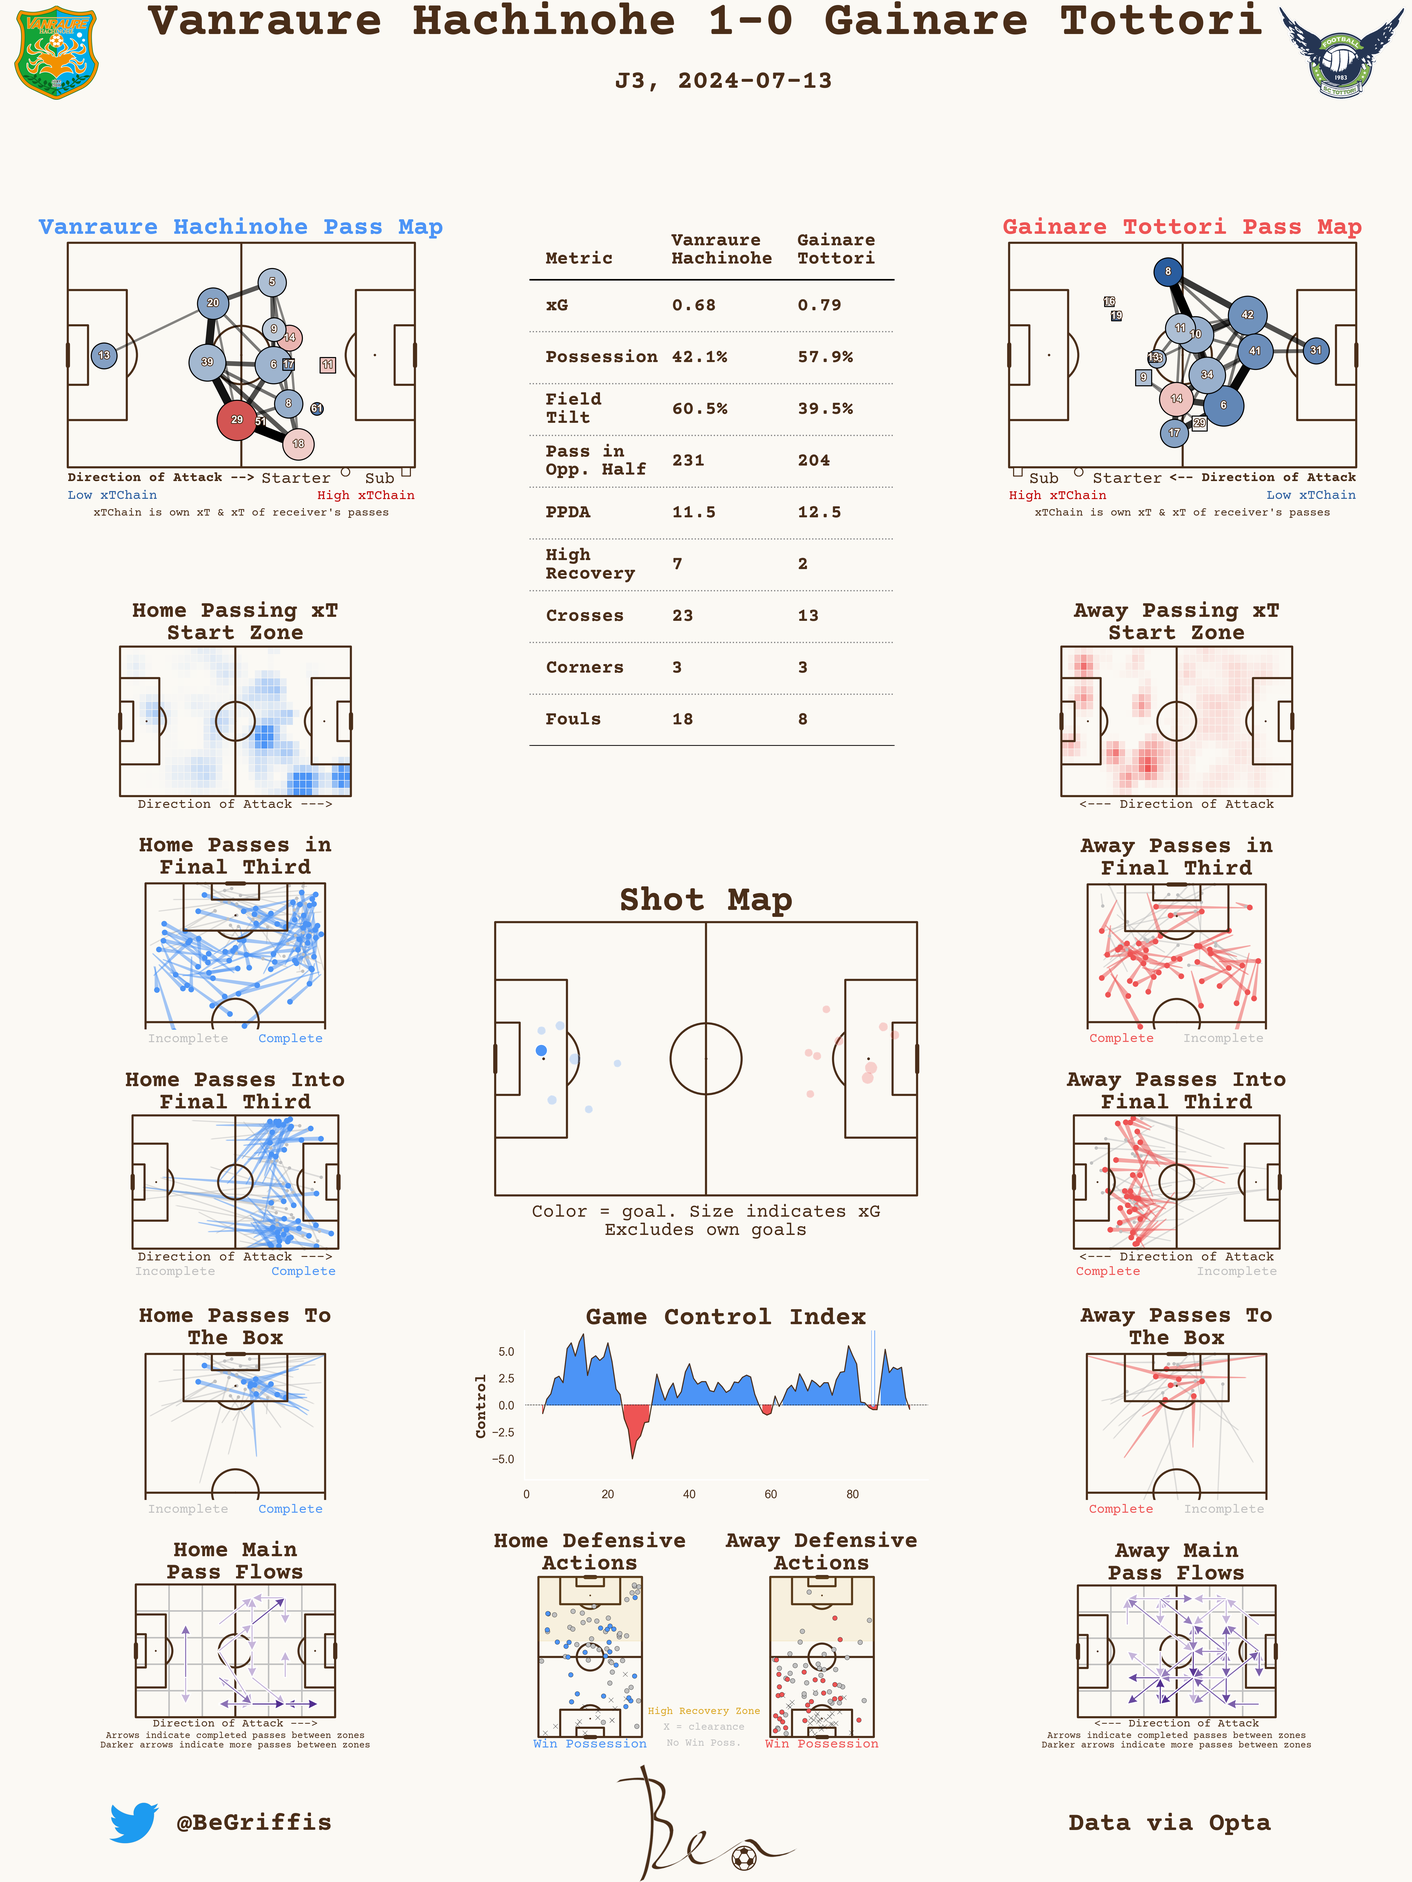 Vanraure Hachinohe 1-0 Gainare Tottori
J3, 2024-07-13
VANRAURE
HACHINOHE
FOOTBALL
1983
S.C. TOTTORI
Vanraure Hachinohe Pass Map
5
20
9
14
13
39
6
17
11
8
61
29
51
18
Direction of Attack --> Starter Sub
Low xTChain High xTChain
xTChain is own xT & xT of receiver's passes
Metric Vanraure Hachinohe Gainare Tottori
xG 0.68 0.79
Possession 42.1% 57.9%
Field Tilt 60.5% 39.5%
Pass in Opp. Half 231 204
PPDA 11.5 12.5
High Recovery 7 2
Crosses 23 13
Corners 3 3
Fouls 18 8
Gainare Tottori Pass Map
8
16
19
42
11
10
41
31
9
34
14
6
29
17
Sub Starter <-- Direction of Attack
High xTChain Low xTChain
xTChain is own xT & xT of receiver's passes
Home Passing xT
Start Zone
Direction of Attack --->
Away Passing xT
Start Zone
<--- Direction of Attack
Home Passes in
Final Third
Incomplete Complete
Away Passes in
Final Third
Complete Incomplete
Shot Map
Color = goal. Size indicates xG
Excludes own goals
Home Passes Into
Final Third
Direction of Attack --->
Incomplete Complete
Away Passes Into
Final Third
<--- Direction of Attack
Complete Incomplete
Home Passes To
The Box
Incomplete Complete
Game Control Index
Control
5.0
2.5
0.0
−2.5
−5.0
0 20 40 60 80
Away Passes To
The Box
Complete Incomplete
Home Main
Pass Flows
Direction of Attack --->
Arrows indicate completed passes between zones
Darker arrows indicate more passes between zones
Home Defensive
Actions
Win Possession
High Recovery Zone
X = clearance
No Win Poss.
Away Defensive
Actions
Win Possession
Away Main
Pass Flows
<--- Direction of Attack
Arrows indicate completed passes between zones
Darker arrows indicate more passes between zones
@BeGriffis
Ben
Data via Opta